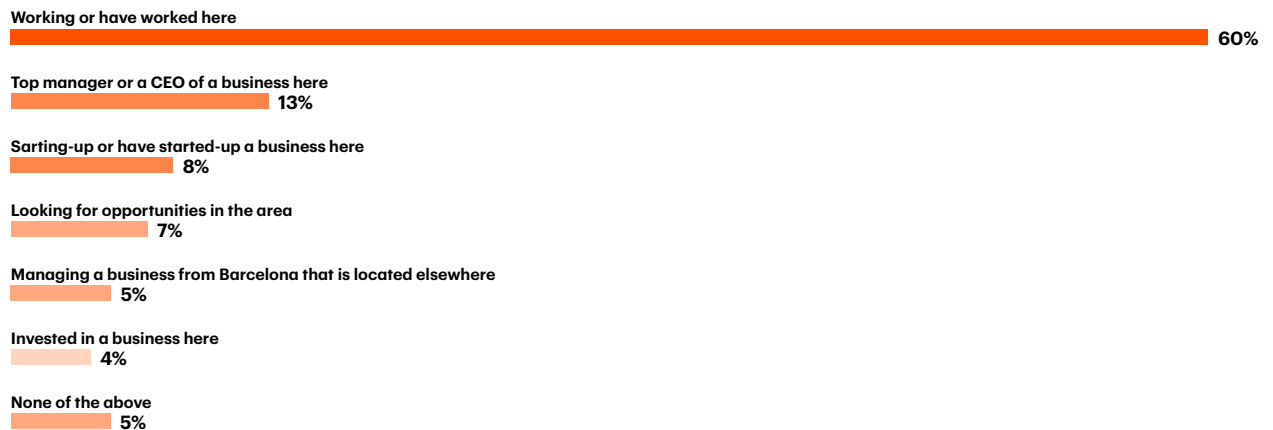 Working or have worked here
60%
Top manager or a CEO of a business here
13%
Sarting-up or have started-up a business here
8%
Looking for opportunities in the area
7%
Managing a business from Barcelona that is located elsewhere
5%
Invested in a business here
4%
None of the above
5%